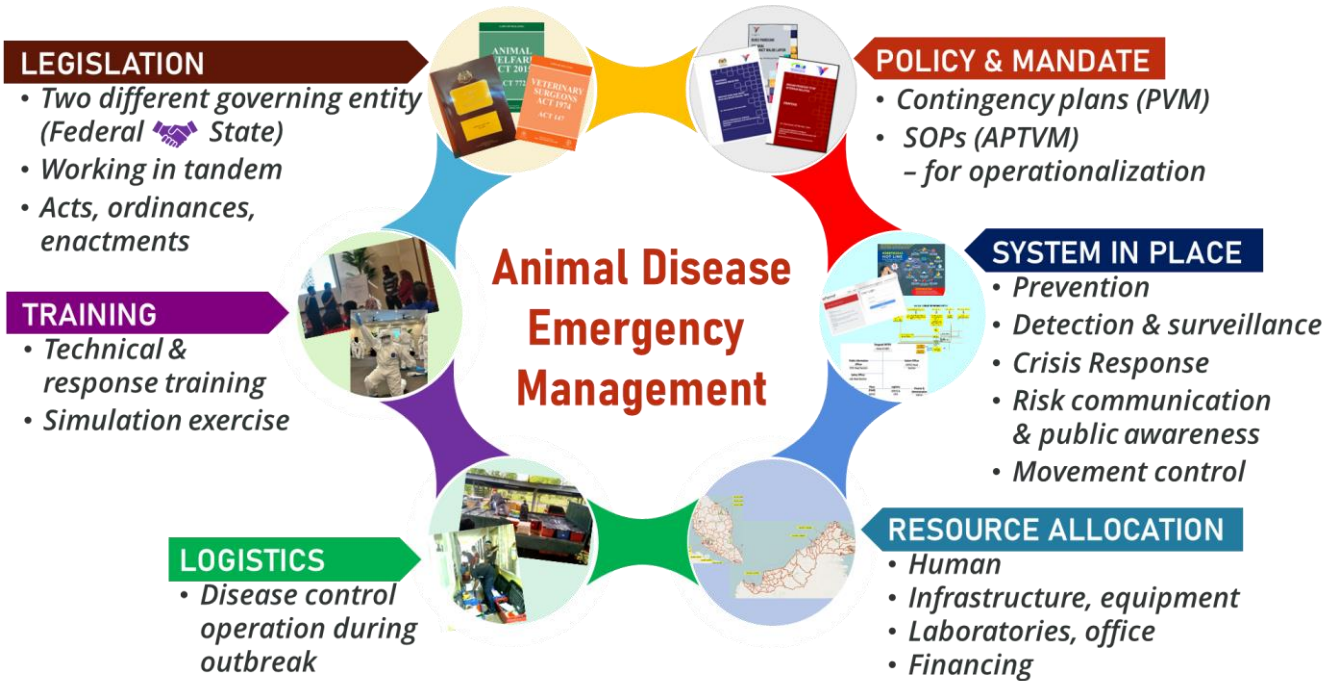 LEGISLATION
• Two different governing entity
(Federal State)
• Working in tandem
• Acts, ordinances,
enactments
ANIMAL
WELFARE
ACT 2015
ACT 772
VETERINARY
SURGEONS
ACT 1974
ACT 147
POLICY & MANDATE
• Contingency plans (PVM)
• SOPs (APTVM)
– for operationalization
TRAINING
• Technical &
response training
• Simulation exercise
Animal Disease
Emergency
Management
SYSTEM IN PLACE
• Prevention
• Detection & surveillance
• Crisis Response
• Risk communication
& public awareness
• Movement control
LOGISTICS
• Disease control
operation during
outbreak
RESOURCE ALLOCATION
• Human
• Infrastructure, equipment
• Laboratories, office
• Financing